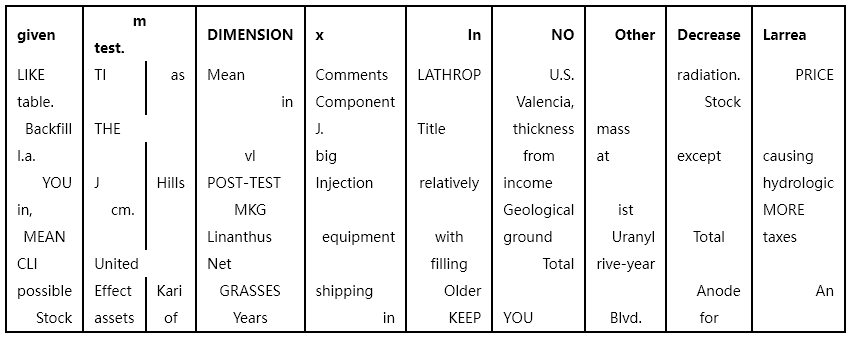 given m test. DIMENSION x In NO Other Decrease Larrea
LIKE TI as Mean Comments LATHROP U.S. radiation. PRICE
table. in Component Valencia, Stock
Backfill THE J. Title thickness mass
l.a. vl big from at except causing
YOU J Hills POST-TEST Injection relatively income hydrologic
in, cm. MKG Geological ist MORE
MEAN Linanthus equipment with ground Uranyl Total taxes
CLI United Net filling Total rive-year
possible Effect Kari GRASSES shipping Older Anode An
Stock assets of Years in KEEP YOU Blvd. for